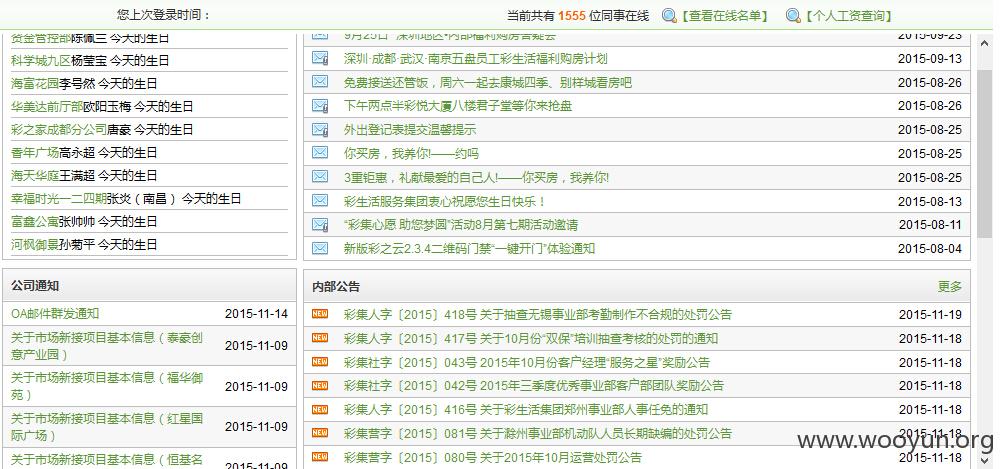 您上次登录时间：
当前共有 1555 位同事在线 【查看在线名单】 【个人工资查询】
资金管控部陈佩兰 今天的生日
科学城九区杨莹宝 今天的生日
海富花园李号然 今天的生日
华美达前厅部欧阳玉梅 今天的生日
彩之家成都分公司唐豪 今天的生日
香年广场高永超 今天的生日
海天华庭王满超 今天的生日
幸福时光一二四期张炎（南昌） 今天的生日
富鑫公寓张帅帅 今天的生日
河枫御景孙菊平 今天的生日
9月25日“深圳地区”内部福利购房答疑会 2015-09-23
深圳·成都·武汉·南京五盘员工彩生活福利购房计划 2015-09-13
免费接送还管饭，周六一起去康城四季、别样城看房吧 2015-08-26
下午两点半彩悦大厦八楼君子堂等你来抢盘 2015-08-26
外出登记表提交温馨提示 2015-08-25
你买房，我养你!——约吗 2015-08-25
3重钜惠，礼献最爱的自己人!——你买房，我养你! 2015-08-25
彩生活服务集团衷心祝愿您生日快乐！ 2015-08-13
“彩集心愿 助您梦圆”活动8月第七期活动邀请 2015-08-11
新版彩之云2.3.4二维码门禁“一键开门”体验通知 2015-08-04
公司通知
OA邮件群发通知 2015-11-14
关于市场新接项目基本信息（泰豪创
意产业园） 2015-11-09
关于市场新接项目基本信息（福华御
苑） 2015-11-09
关于市场新接项目基本信息（红星国
际广场） 2015-11-09
关于市场新接项目基本信息（恒基名
内部公告 更多
NEW 彩集人字〔2015〕418号 关于抽查无锡事业部考勤制作不合规的处罚公告 2015-11-19
NEW 彩集人字〔2015〕417号 关于10月份“双保”培训抽查考核的处罚的通知 2015-11-18
NEW 彩集社字〔2015〕043号 2015年10月份客户经理“服务之星”奖励公告 2015-11-18
NEW 彩集社字〔2015〕042号 2015年三季度优秀事业部客户部团队奖励公告 2015-11-18
NEW 彩集人字〔2015〕416号 关于彩生活集团郑州事业部人事任免的通知 2015-11-18
NEW 彩集营字〔2015〕081号 关于滁州事业部机动队人员长期缺编的处罚公告 2015-11-18
NEW 彩集营字〔2015〕080号 关于2015年10月运营处罚公告 2015-11-18
www.wooyun.org